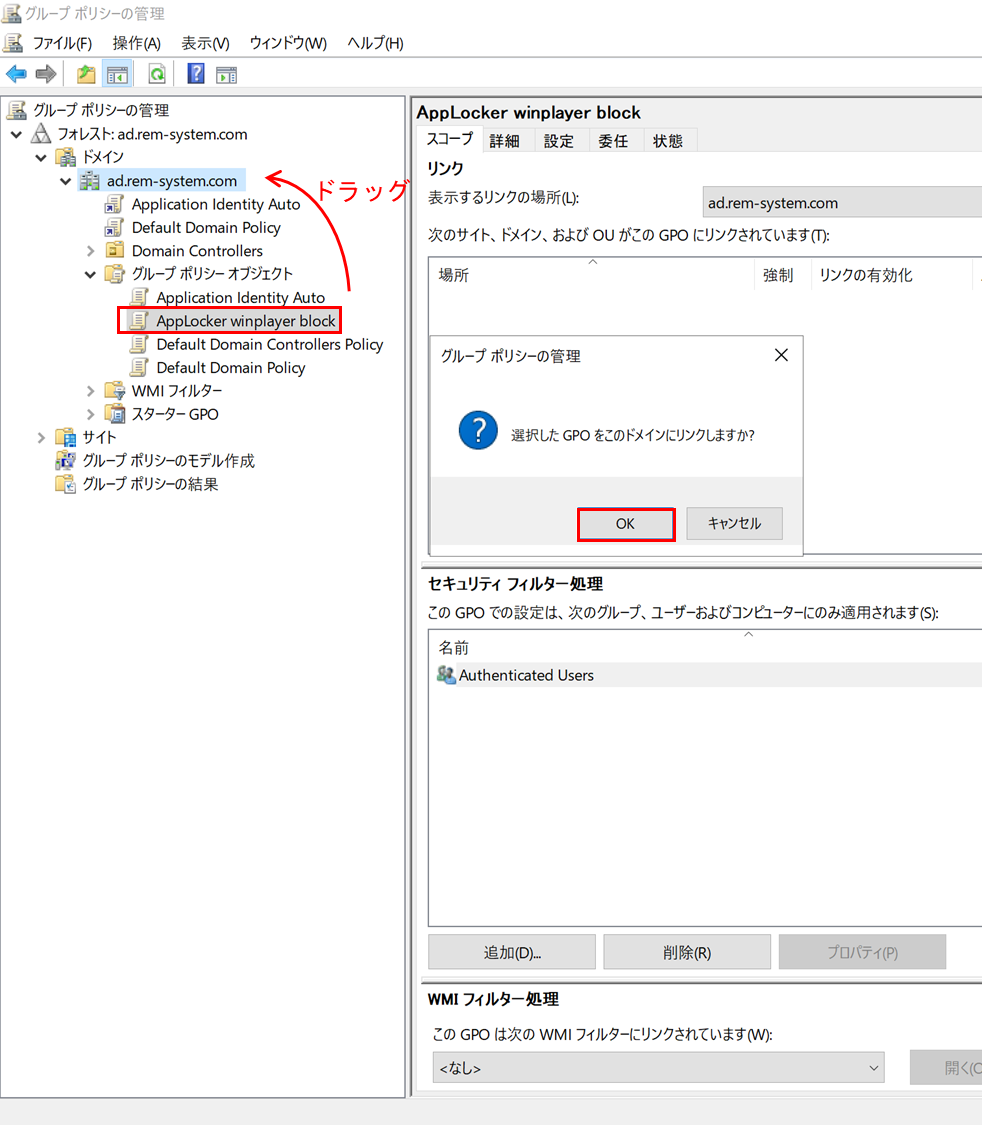 グループ ポリシーの管理
ファイル(F) 操作(A) 表示(V) ウィンドウ(W) ヘルプ(H)
グループ ポリシーの管理
フォレスト: ad.rem-system.com
ドメイン
ad.rem-system.com
ドラッグ
Application Identity Auto
Default Domain Policy
Domain Controllers
グループ ポリシー オブジェクト
Application Identity Auto
AppLocker winplayer block
Default Domain Controllers Policy
Default Domain Policy
WMI フィルター
スターター GPO
サイト
グループ ポリシーのモデル作成
グループ ポリシーの結果
AppLocker winplayer block
スコープ 詳細 設定 委任 状態
リンク
表示するリンクの場所(L): ad.rem-system.com
次のサイト、ドメイン、および OU がこの GPO にリンクされています(T):
場所 強制 リンクの有効化
グループ ポリシーの管理
選択した GPO をこのドメインにリンクしますか?
OK キャンセル
セキュリティ フィルター処理
この GPO での設定は、次のグループ、ユーザーおよびコンピューターにのみ適用されます(S):
名前
Authenticated Users
追加(D)... 削除(R) プロパティ(P)
WMI フィルター処理
この GPO は次の WMI フィルターにリンクされています(W):
<なし> 開く(O